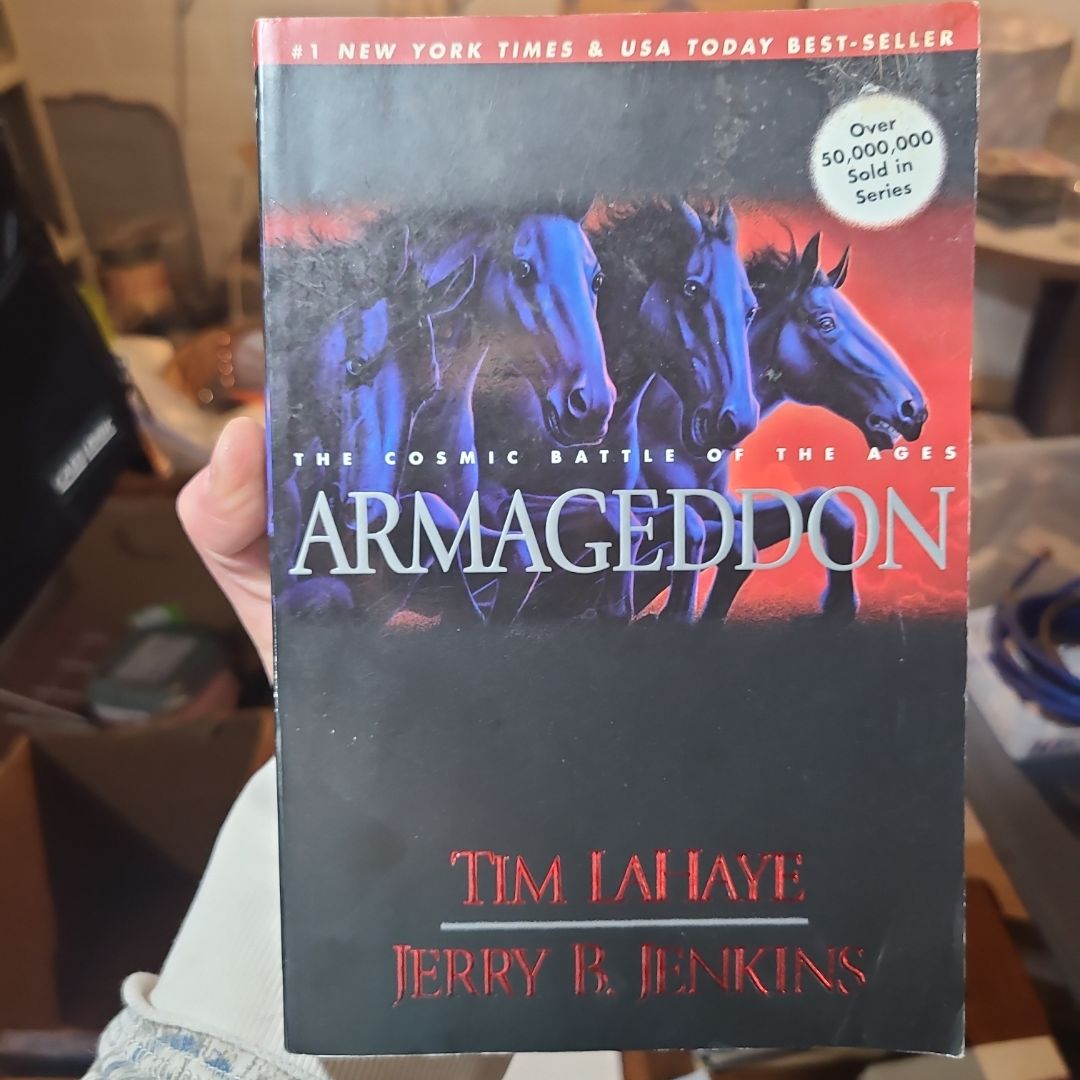 #1 NEW YORK TIMES & USA TODAY BEST-SELLER
Over
50,000,000
Sold in
Series
THE COSMIC BATTLE OF THE AGES
ARMAGEDDON
TIM LAHAYE
JERRY B. JENKINS